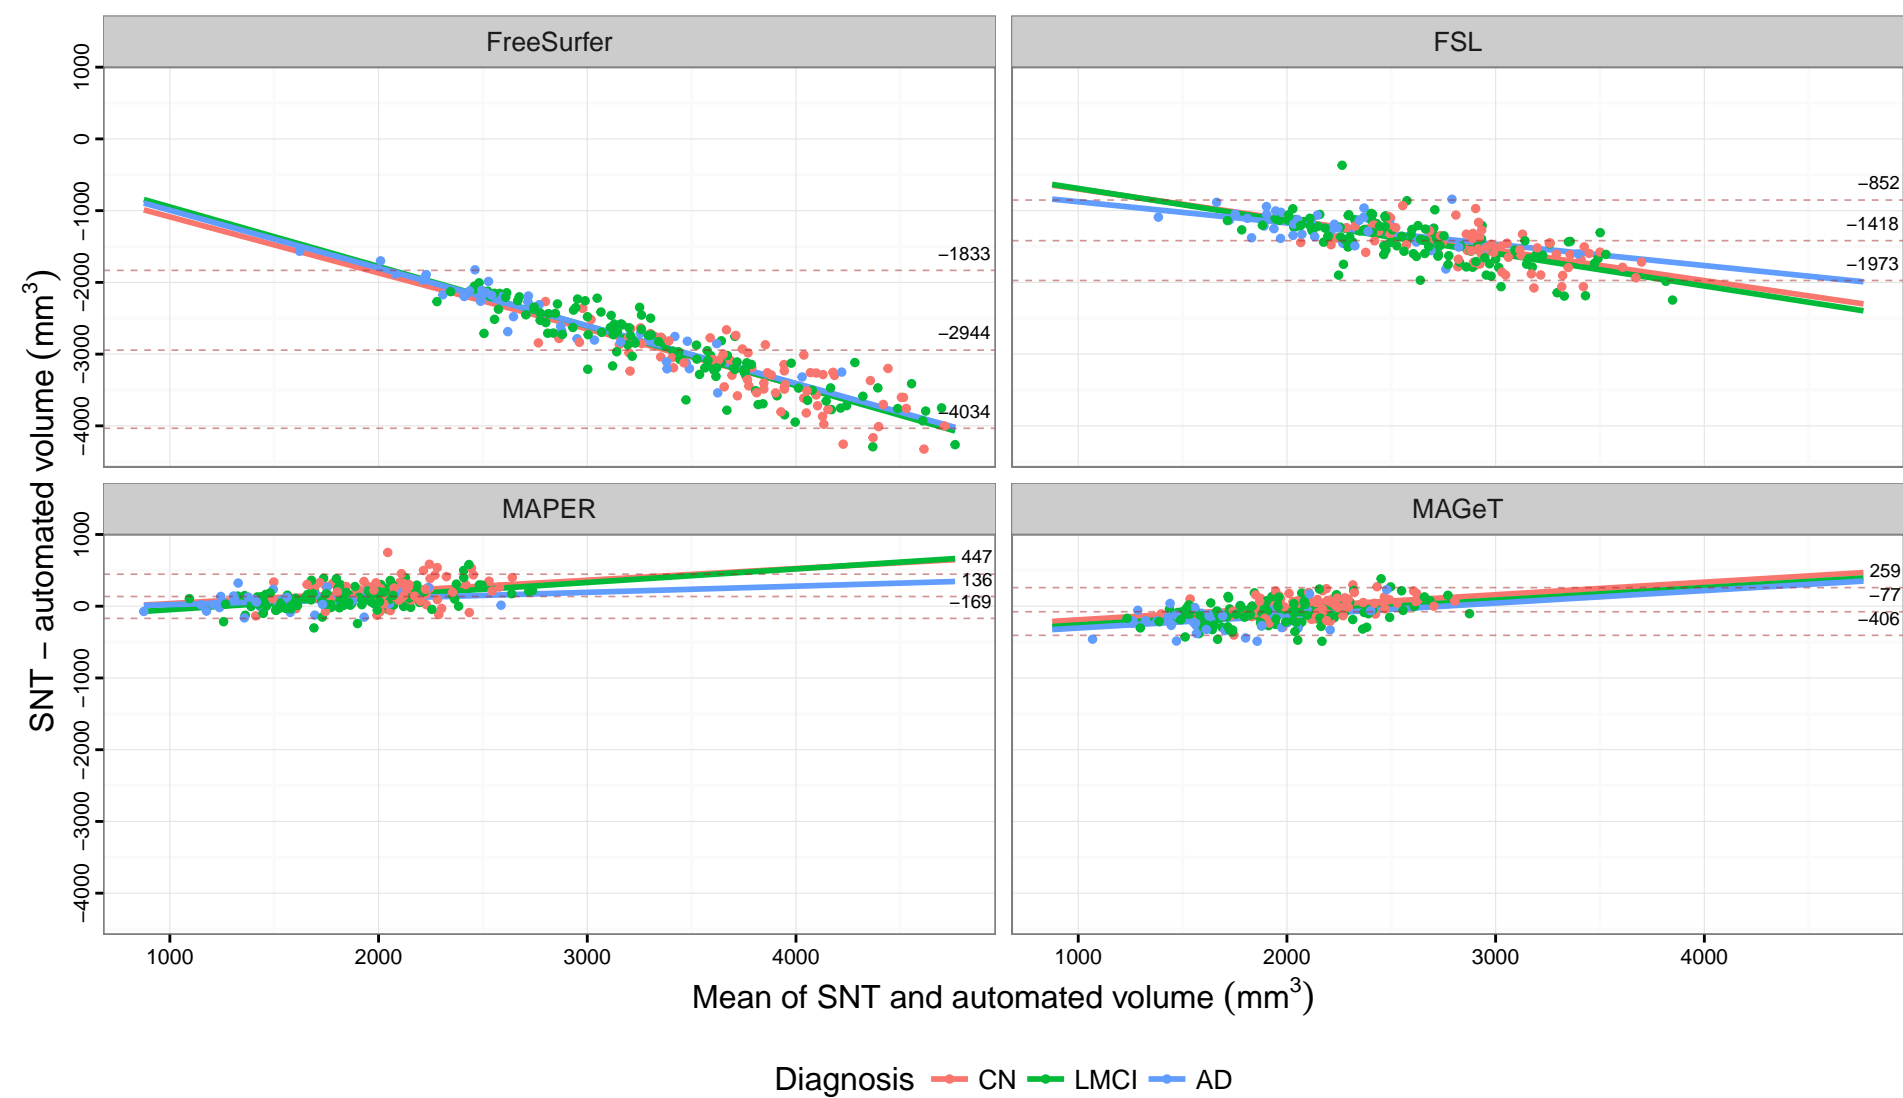 FreeSurfer
FSL
1000
0
−1000
−2000
−3000
−4000
−1833
−2944
−4034
−852
−1418
−1973
MAPER
MAGeT
1000
0
−1000
−2000
−3000
−4000
447
136
−169
259
−77
−406
1000 2000 3000 4000
1000 2000 3000 4000
SNT − automated volume (mm³)
Mean of SNT and automated volume (mm³)
Diagnosis CN LMCI AD